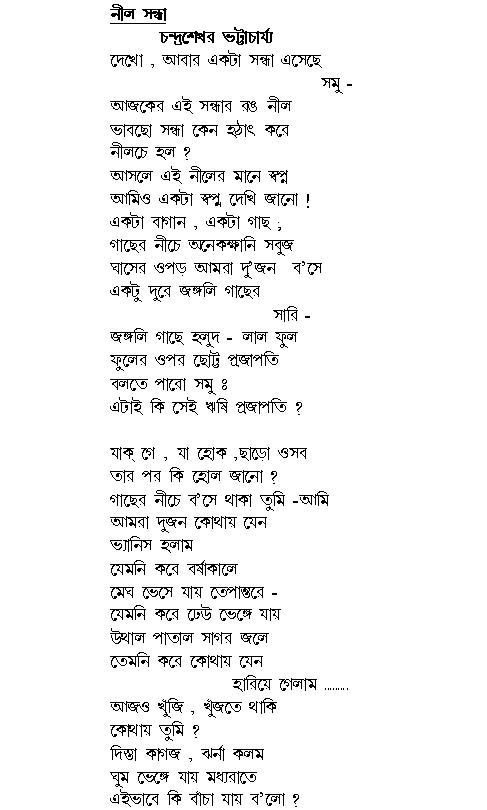 নীল সন্ধা
চন্দ্রশেখর ভট্টাচার্য্য
দেখো , আবার একটা সন্ধা এসেছে
সমু -
আজকের এই সন্ধার রঙ নীল
ভাবছো সন্ধা কেন হঠাৎ করে
নীলচে হল ?
আসলে এই নীলের মানে স্বপ্ন
আমিও একটা স্বপ্ন দেখি জানো !
একটা বাগান , একটা গাছ ;
গাছের নীচে অনেকক্ষানি সবুজ
ঘাসের ওপড় আমরা দু'জন ব'সে
একটু দুরে জঙ্গলি গাছের
সারি -
জঙ্গলি গাছে হলুদ - লাল ফুল
ফুলের ওপর ছোট্ট প্রজাপতি
বলতে পারো সমু ঃ
এটাই কি সেই ঋষি প্রজাপতি ?
যাক্ গে , যা হোক ,ছাড়ো ওসব
তার পর কি হোল জানো ?
গাছের নীচে ব'সে থাকা তুমি -আমি
আমরা দুজন কোথায যেন
ভ্যানিস হলাম
যেমনি করে বর্ষাকালে
মেঘ ভেসে যায় তেপান্তরে -
যেমনি করে ঢেউ ভেঙ্গে যায়
উথাল পাতাল সাগর জলে
তেমনি করে কোথায যেন
হারিযে গেলাম ........
আজও খুঁজি , খুঁজতে থাকি
কোথায় তুমি ?
দিস্তা কাগজ , ঝর্না কলম
ঘুম ভেঙ্গে যায় মধ্যরাতে
এইভাবে কি বাঁচা যায় ব'লো ?